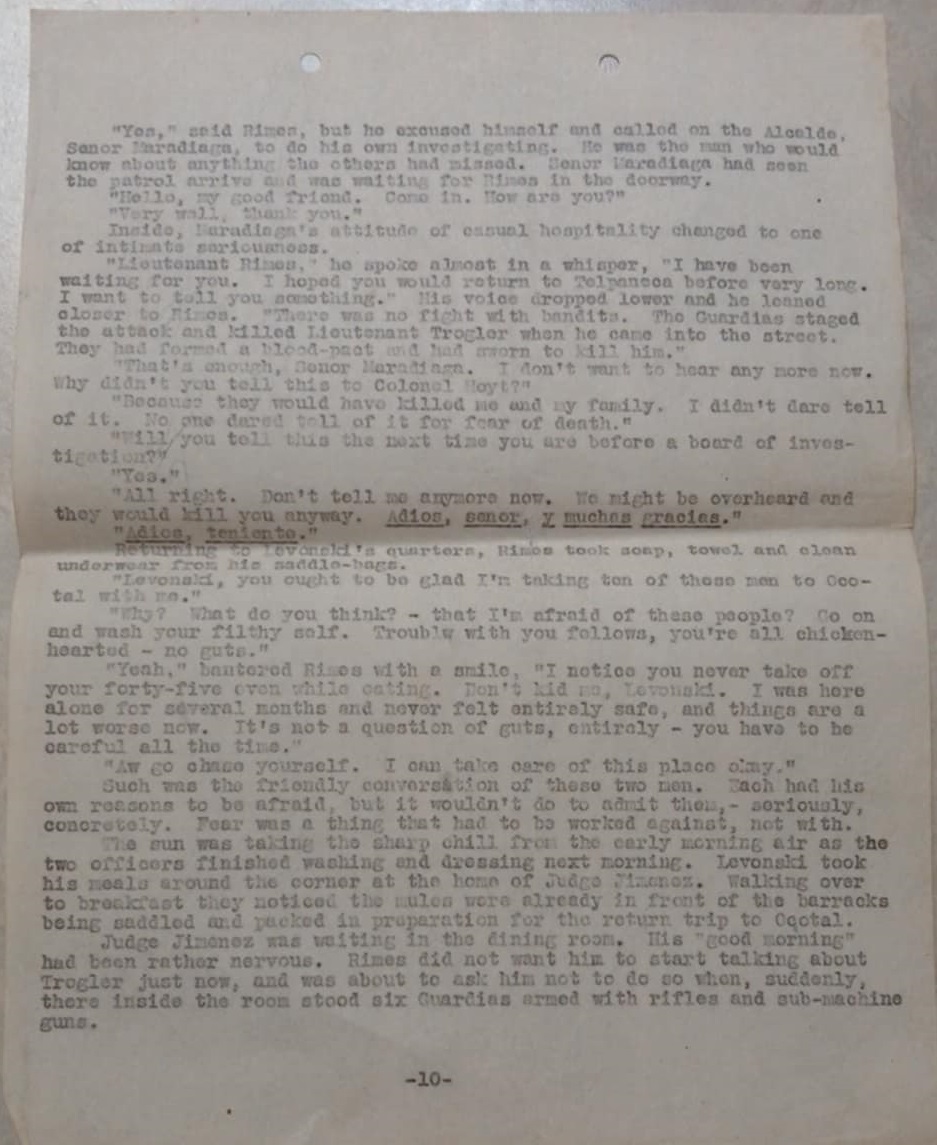 "Yes," said Rimes, but he excused himself and called on the Alcalde,
Senor Maradiaga, to do his own investigating. He was the man who would
know about anything the others had missed. Senor Maradiaga had seen
the patrol arrive and was waiting for Rimes in the doorway.
"Hello, my good friend. Come in. How are you?"
"Very well, thank you."
Inside, Maradiaga's attitude of casual hospitality changed to one
of intimate seriousness.
"Lieutenant Rimes," he spoke almost in a whisper, "I have been
waiting for you. I hoped you would return to Telpaneca before very long.
I want to tell you something." His voice dropped lower and he leaned
closer to Rimes. "There was no fight with bandits. The Guardias staged
the attack and killed Lieutenant Trogler when he came into the street.
They had formed a blood-pact and had sworn to kill him."
"That's enough, Senor Maradiaga. I don't want to hear any more now.
Why didn't you tell this to Colonel Hoyt?"
"Because they would have killed me and my family. I didn't dare tell
of it. No one dared tell of it for fear of death."
"Will you tell this the next time you are before a board of inves-
tigation?"
"Yes."
"All right. Don't tell me anymore now. We might be overheard and
they would kill you anyway. Adios, senor, y muchas gracias."
"Adios, teniente."
Returning to Levonski's quarters, Rimes took soap, towel and clean
underwear from his saddle-bags.
"Levonski, you ought to be glad I'm taking ten of these men to Oco-
tal with me."
"Why? What do you think? - that I'm afraid of these people? Go on
and wash your filthy self. Trouble with you fellows, you're all chicken-
hearted - no guts."
"Yeah," bantered Rimes with a smile, "I notice you never take off
your forty-five even while eating. Don't kid me, Levonski. I was here
alone for several months and never felt entirely safe, and things are a
lot worse now. It's not a question of guts, entirely - you have to be
careful all the time."
"Aw go chase yourself. I can take care of this place okay."
Such was the friendly conversation of these two men. Each had his
own reasons to be afraid, but it wouldn't do to admit them,- seriously,
concretely. Fear was a thing that had to be worked against, not with.
The sun was taking the sharp chill from the early morning air as the
two officers finished washing and dressing next morning. Levonski took
his meals around the corner at the home of Judge Jimenez. Walking over
to breakfast they noticed the mules were already in front of the barracks
being saddled and packed in preparation for the return trip to Ocotal.
Judge Jimenez was waiting in the dining room. His "good morning"
had been rather nervous. Rimes did not want him to start talking about
Trogler just now, and was about to ask him not to do so when, suddenly,
there inside the room stood six Guardias armed with rifles and sub-machine
guns.
-10-